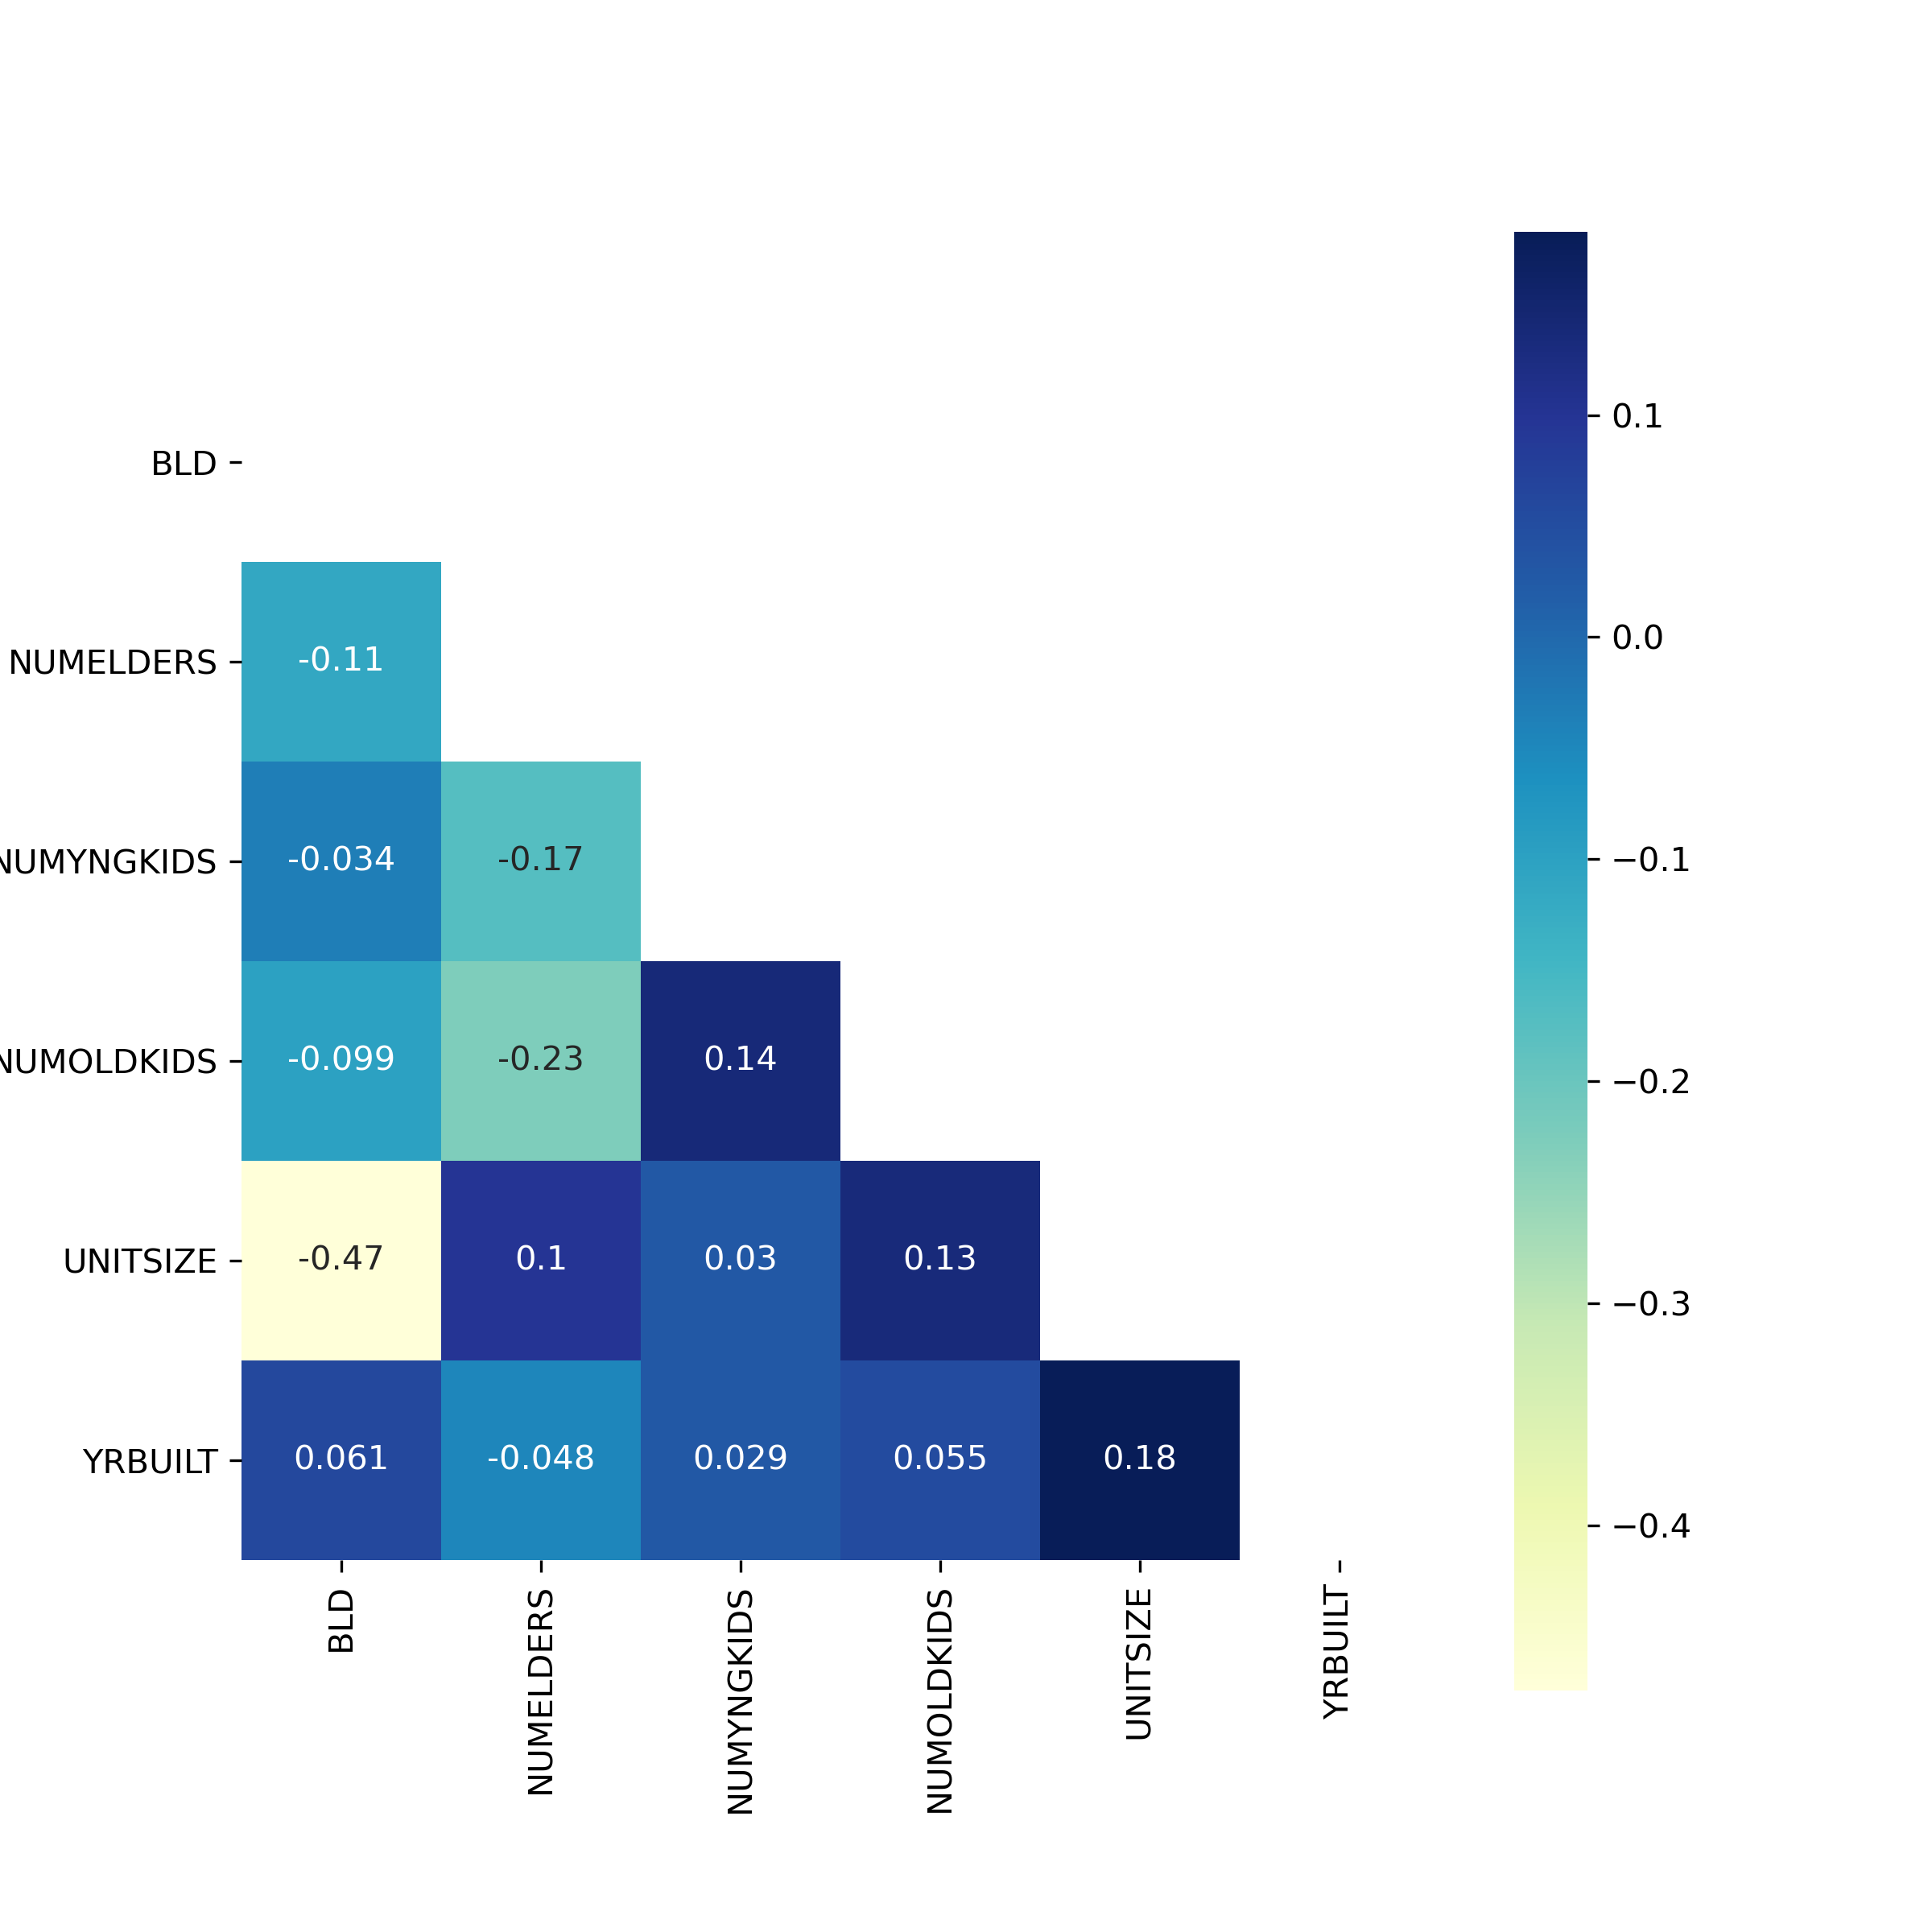 BLD
NUMELDERS -0.11
NUMYNGKIDS -0.034 -0.17
NUMOLDKIDS -0.099 -0.23 0.14
UNITSIZE -0.47 0.1 0.03 0.13
YRBUILT 0.061 -0.048 0.029 0.055 0.18
BLD NUMELDERS NUMYNGKIDS NUMOLDKIDS UNITSIZE YRBUILT
0.1
0.0
−0.1
−0.2
−0.3
−0.4